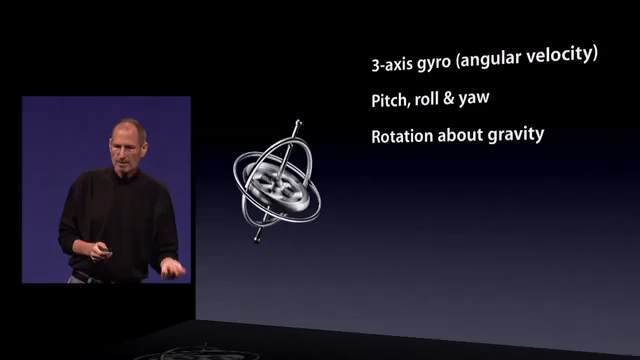 3-axis gyro (angular velocity)
Pitch, roll & yaw
Rotation about gravity